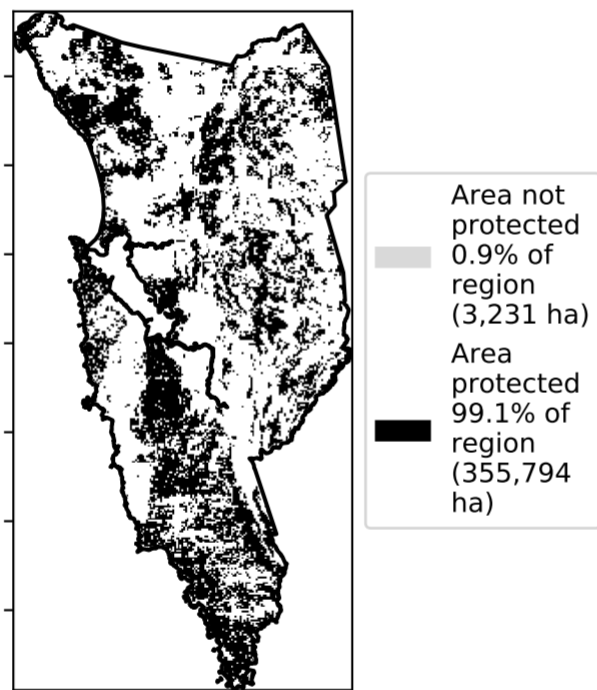 Area not
protected
0.9% of
region
(3,231 ha)
Area
protected
99.1% of
region
(355,794
ha)